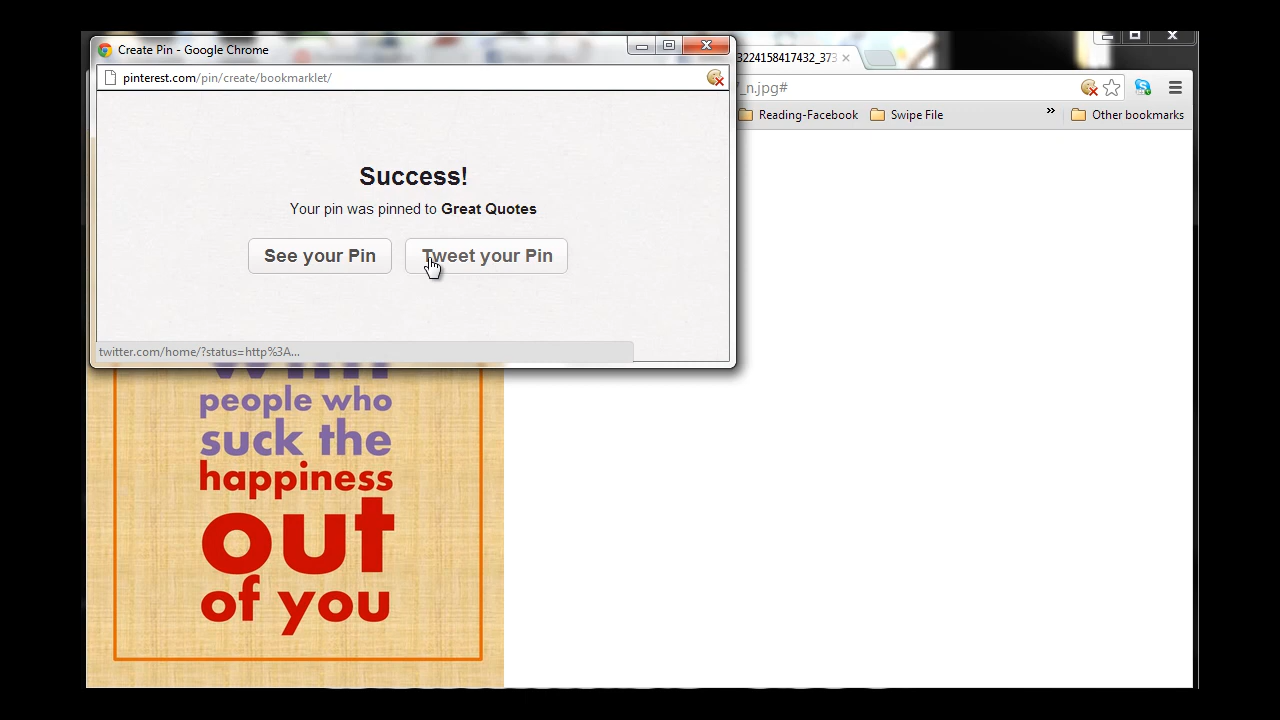 Create Pin - Google Chrome
pinterest.com/pin/create/bookmarklet/
3224158417432_373
_n.jpg#
Reading-Facebook
Swipe File
»
Other bookmarks
Success!
Your pin was pinned to Great Quotes
See your Pin
Tweet your Pin
twitter.com/home/?status=http%3A...
people who
suck the
happiness
out
of you